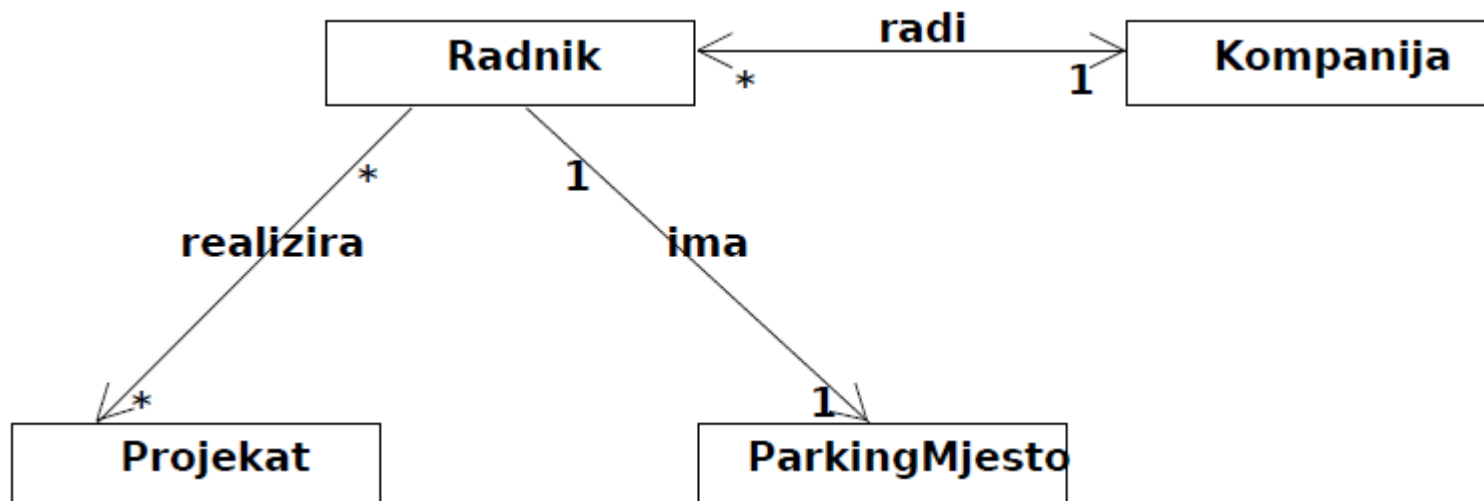 radi
Radnik
Kompanija
*
1
*
1
realizira
ima
*
1
Projekat
ParkingMjesto